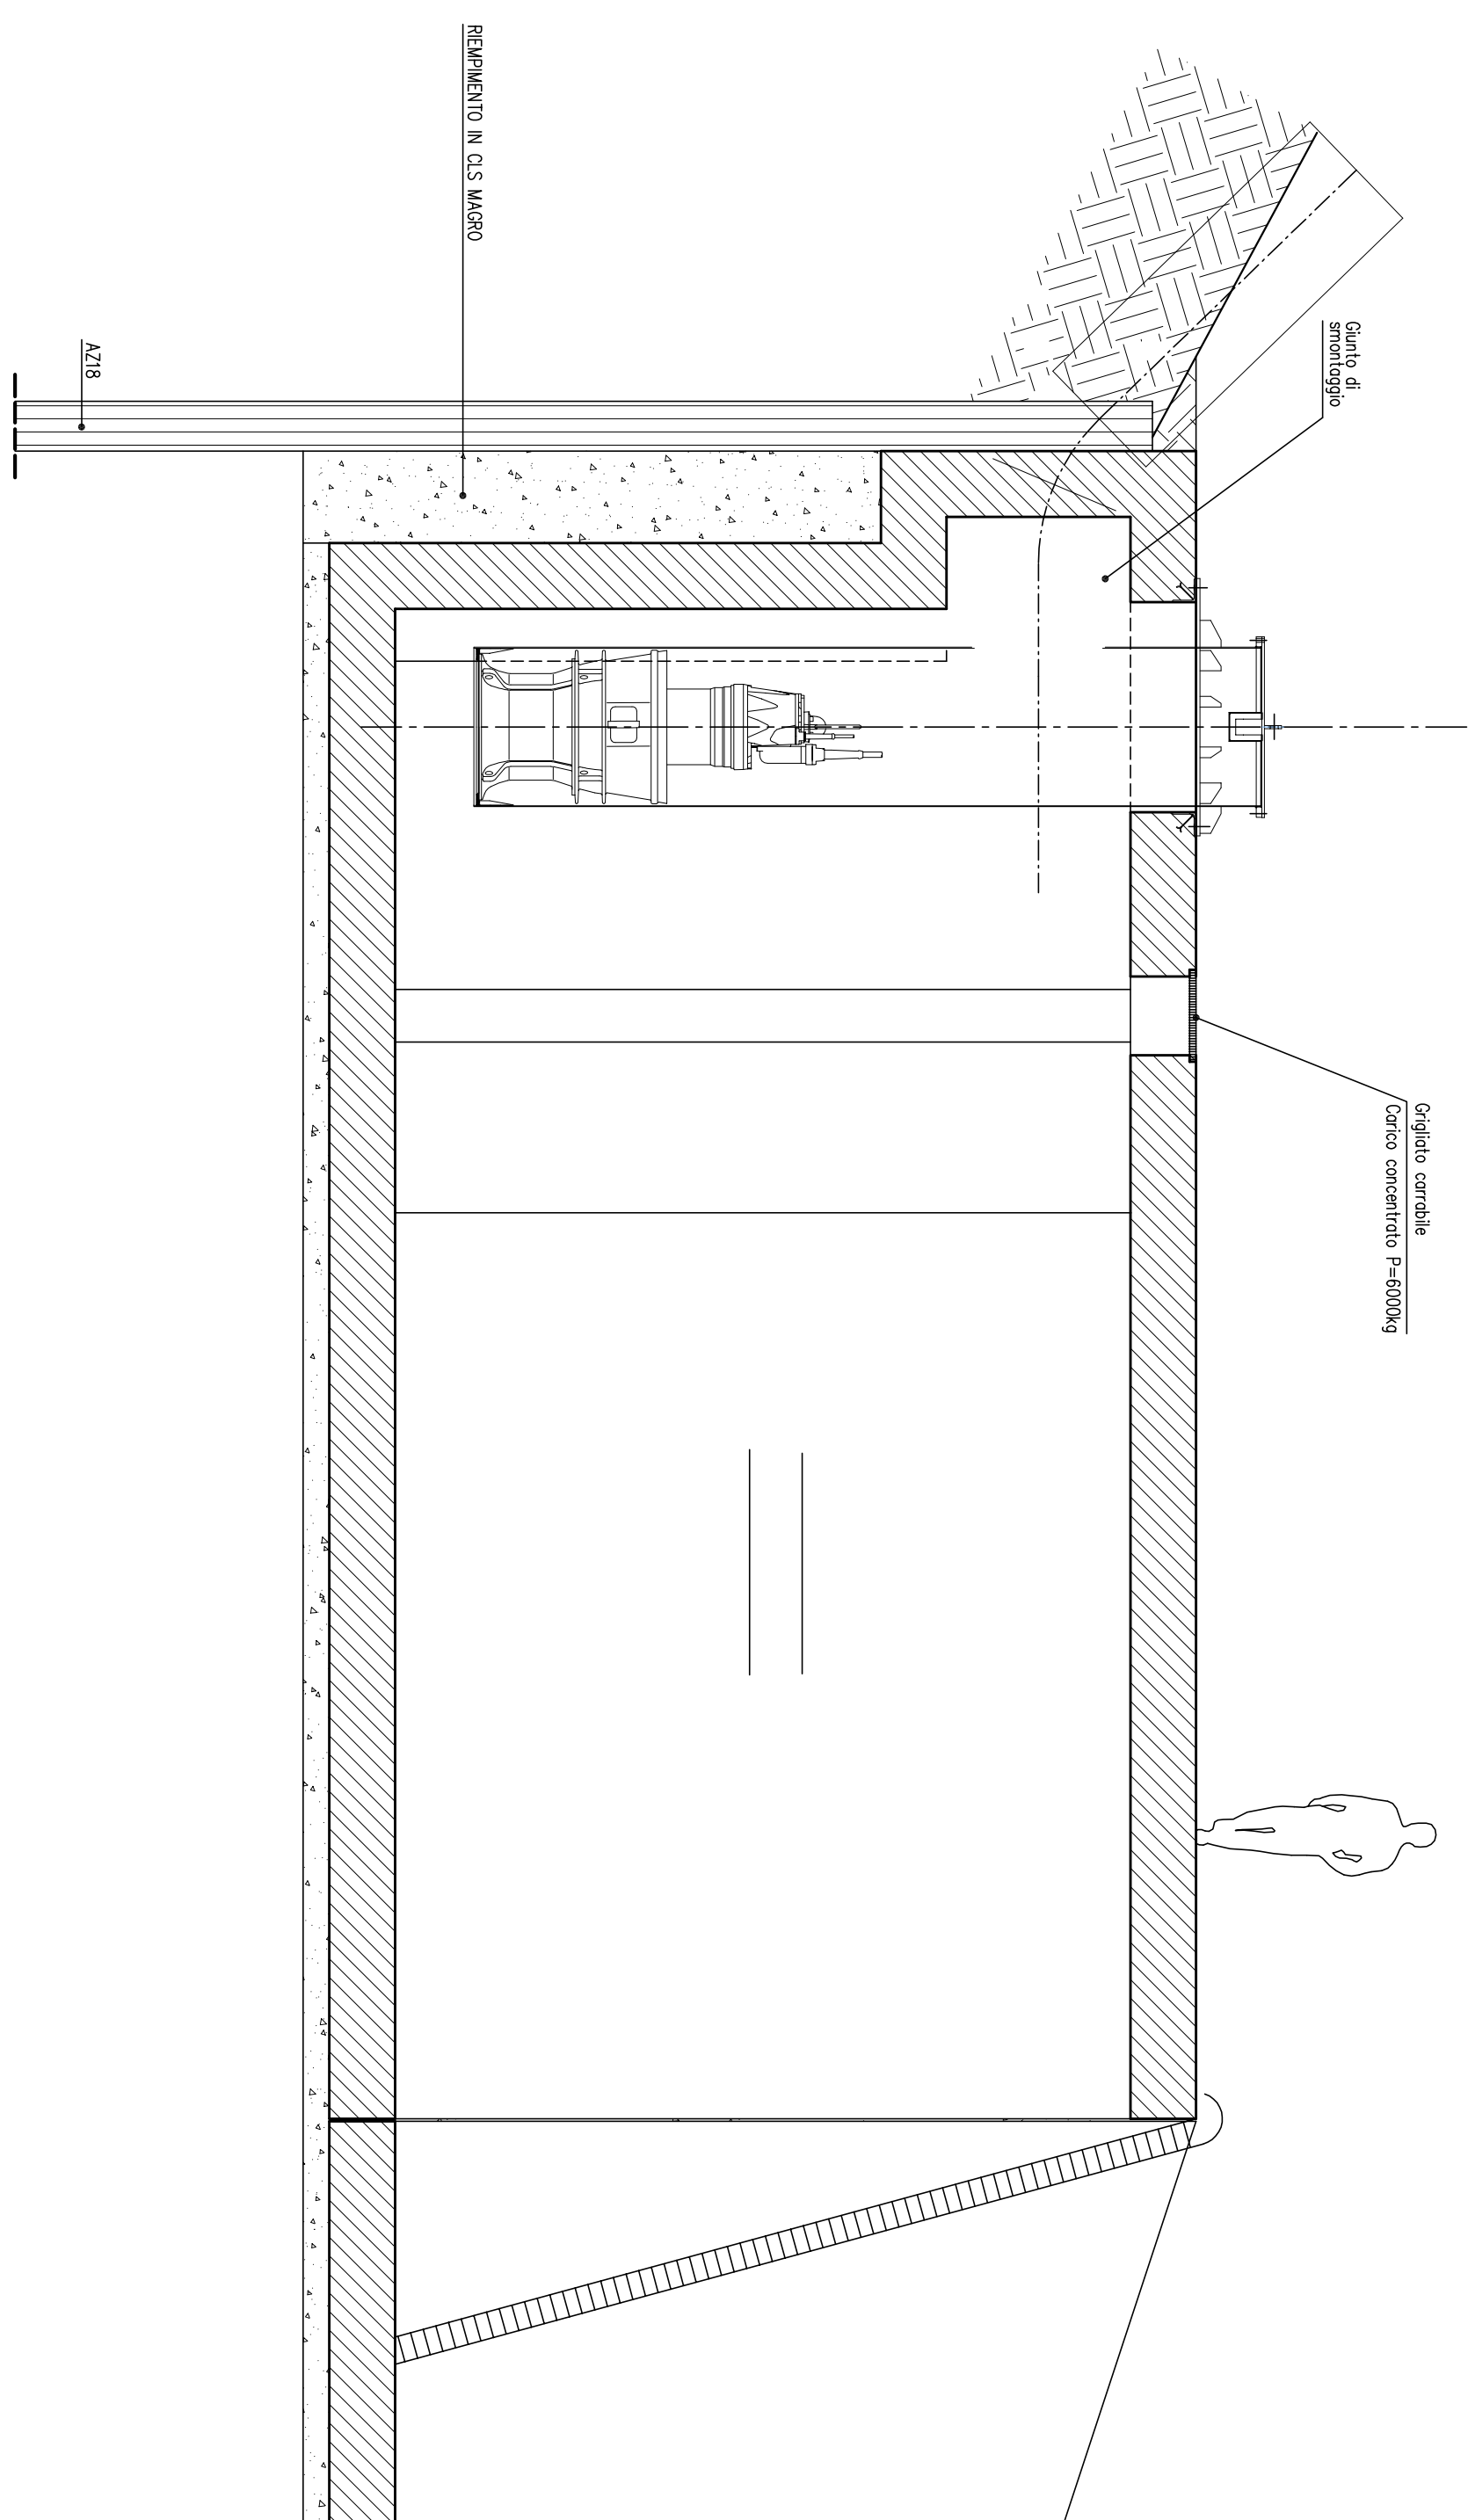 Giunto di
smontaggio
Grigliato carrabile
Carico concentrato P=6000kg
RIEMPIMENTO IN CLS MAGRO
AZ18